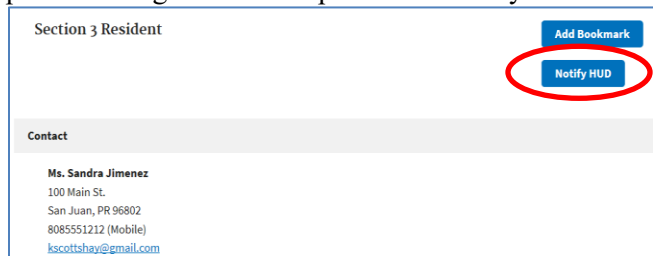 Section 3 Resident
Add Bookmark
Notify HUD
Contact
Ms. Sandra Jimenez
100 Main St.
San Juan, PR 96802
8085551212 (Mobile)
kscottshay@gmail.com